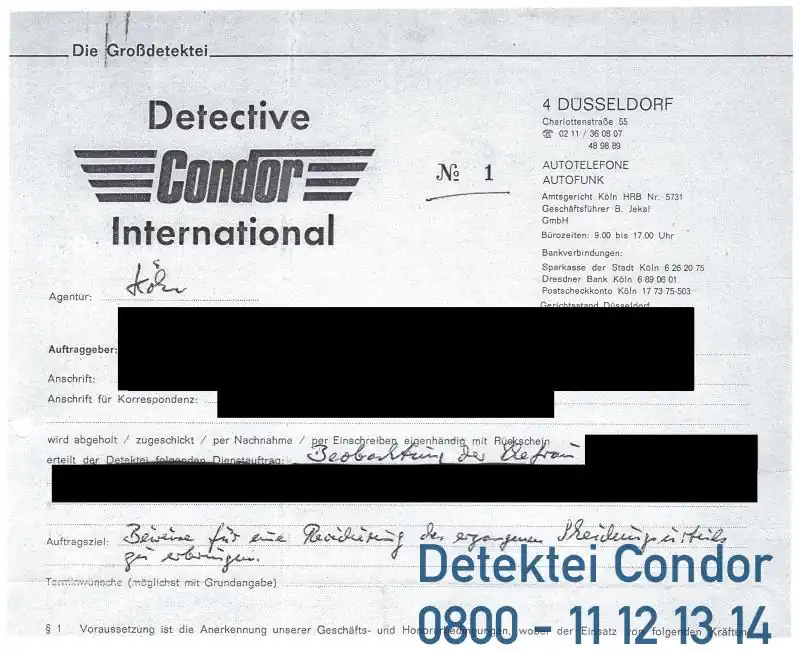 Die Großdetektei
Detective
Condor
International
№ 1
4 DÜSSELDORF
Charlottenstraße 55
☎ 02 11 / 36 08 07
48 98 89
AUTOTELEFONE
AUTOFUNK
Amtsgericht Köln HRB Nr. 5731
Geschäftsführer B. Jekal
GmbH
Bürozeiten: 9.00 bis 17.00 Uhr
Bankverbindungen:
Sparkasse der Stadt Köln 6 26 20 75
Dresdner Bank Köln 6 89 06 01
Postscheckkonto Köln 17 73 75-503
Gerichtsstand Düsseldorf
Agentur: Köln
Auftraggeber:
Anschrift:
Anschrift für Korrespondenz:
wird abgeholt / zugeschickt / per Nachnahme / per Einschreiben eigenhändig mit Rückschein
erteilt der Detektei folgenden Dienstauftrag: Beobachtung der Ehefrau
Auftragsziel: Beweise für eine Revidierung des ergangenen Scheidungsurteils
zu erbringen.
Terminwünsche (möglichst mit Grundangabe)
Detektei Condor
0800 - 11 12 13 14
§ 1 Voraussetzung ist die Anerkennung unserer Geschäfts- und Honorarbedingungen, wobei der Einsatz von folgenden Kräften